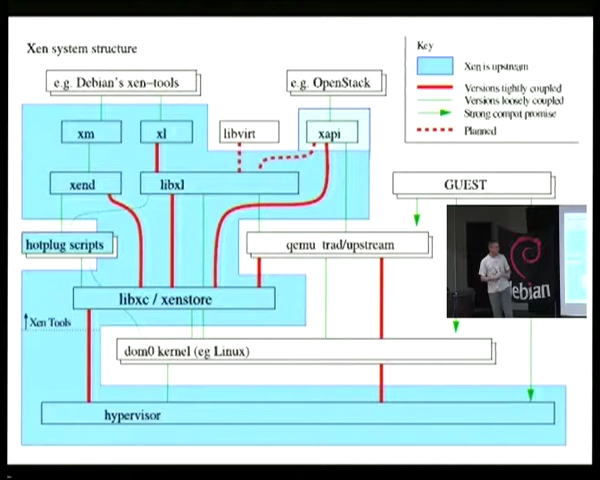 Xen system structure
Key
Xen is upstream
Versions tightly coupled
Versions loosely coupled
Strong compat promise
Planned
e.g. Debian's xen-tools
e.g. OpenStack
xm
xl
libvirt
xapi
xend
libxl
GUEST
hotplug scripts
qemu trad/upstream
ebian
libxc / xenstore
Xen Tools
dom0 kernel (eg Linux)
hypervisor